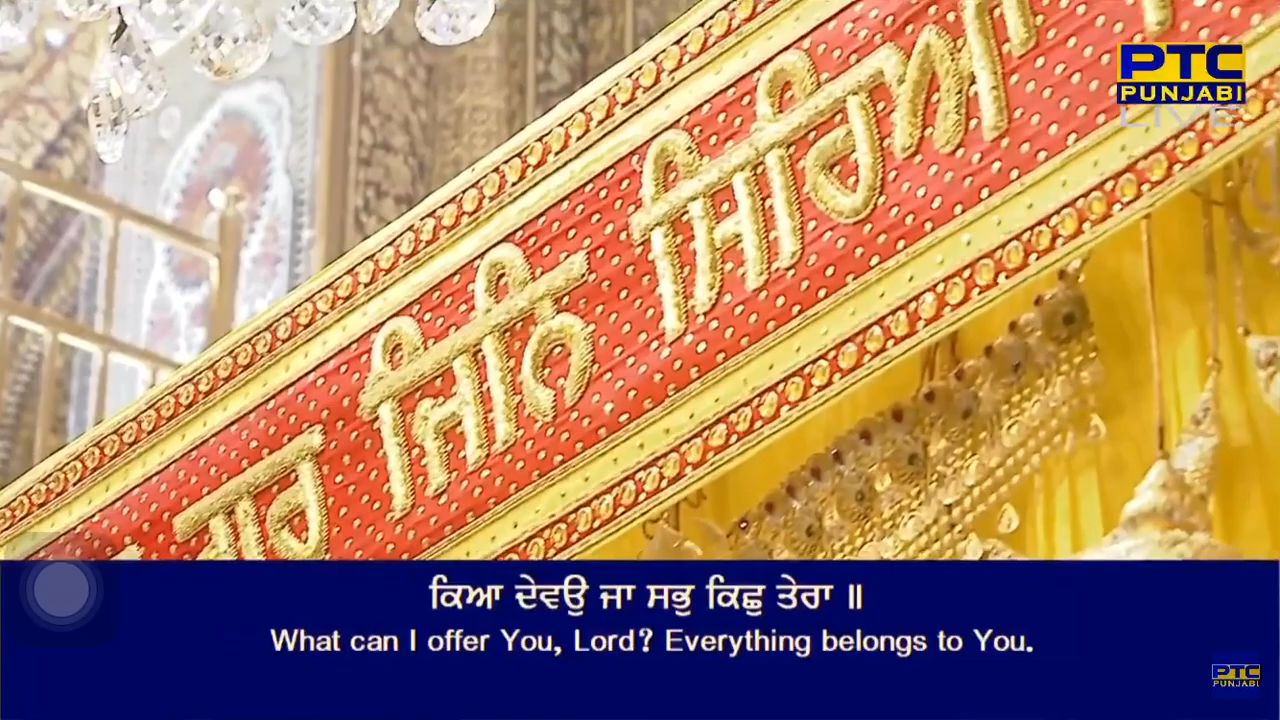 PTC
PUNJABI
LIVE
ਗੁਰ ਜਿਨਿ ਸਿਰਿਆ
ਕਿਆ ਦੇਵਉ ਜਾ ਸਭੁ ਕਿਛੁ ਤੇਰਾ ॥
What can I offer You, Lord? Everything belongs to You.
PTC
PUNJABI